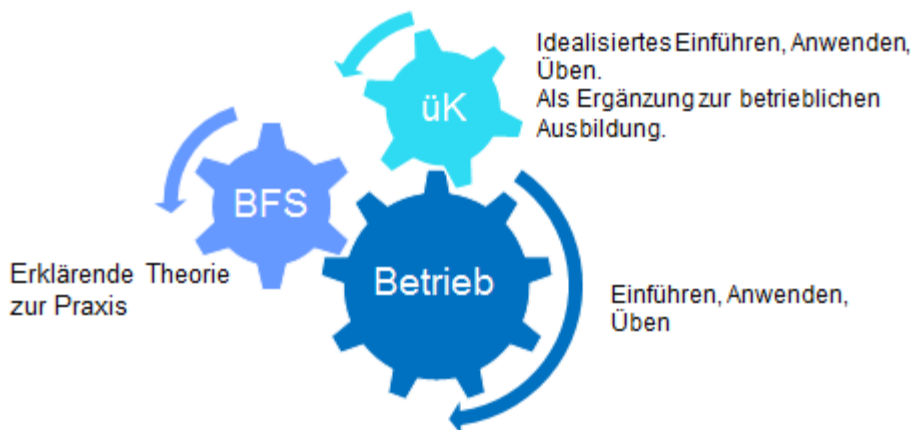 Idealisiertes Einführen, Anwenden,
Üben.
Als Ergänzung zur betrieblichen
Ausbildung.
üK
BFS
Erklärende Theorie
zur Praxis
Betrieb
Einführen, Anwenden,
Üben